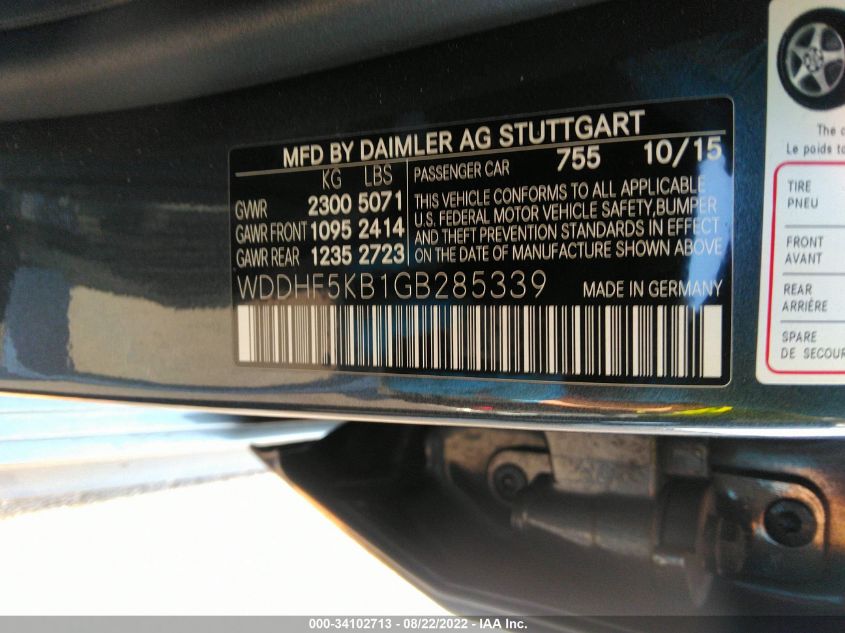 MFD BY DAIMLER AG STUTTGART
KG LBS
GVWR 2300 5071
GAWR FRONT 1095 2414
GAWR REAR 1235 2723
PASSENGER CAR 755 10/15
THIS VEHICLE CONFORMS TO ALL APPLICABLE
U.S. FEDERAL MOTOR VEHICLE SAFETY, BUMPER
AND THEFT PREVENTION STANDARDS IN EFFECT
ON THE DATE OF MANUFACTURE SHOWN ABOVE
WDDHF5KB1GB285339 MADE IN GERMANY
The
Le poids
TIRE
PNEU
FRONT
AVANT
REAR
ARRIÈRE
SPARE
DE
000-34102713 - 08/22/2022 - IAA Inc.